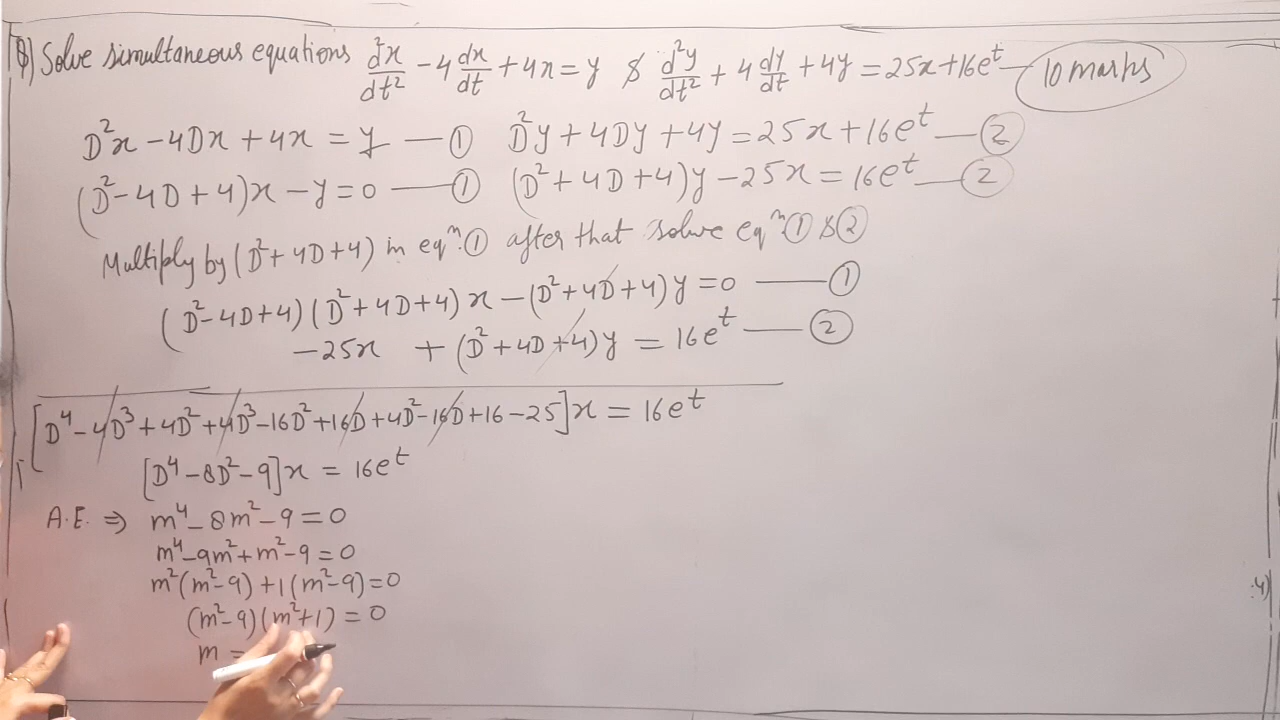 Q) Solve simultaneous equations d²x/dt² - 4 dx/dt + 4x = y & d²y/dt² + 4 dy/dt + 4y = 25x + 16e^t — 10 marks
D²x - 4Dx + 4x = y — ① D²y + 4Dy + 4y = 25x + 16e^t — ②
(D² - 4D + 4)x - y = 0 — ① (D² + 4D + 4)y - 25x = 16e^t — ②
Multiply by (D² + 4D + 4) in eqⁿ. ① after that solve eqⁿ ① & ②
(D² - 4D + 4)(D² + 4D + 4)x - (D² + 4D + 4)y = 0 — ①
-25x + (D² + 4D + 4)y = 16e^t — ②
[D⁴ - 4D³ + 4D² + 4D³ - 16D² + 16D + 4D² - 16D + 16 - 25]x = 16e^t
[D⁴ - 8D² - 9]x = 16e^t
A.E. ⇒ m⁴ - 8m² - 9 = 0
m⁴ - 9m² + m² - 9 = 0
m²(m² - 9) + 1(m² - 9) = 0
(m² - 9)(m² + 1) = 0
m =
.4)